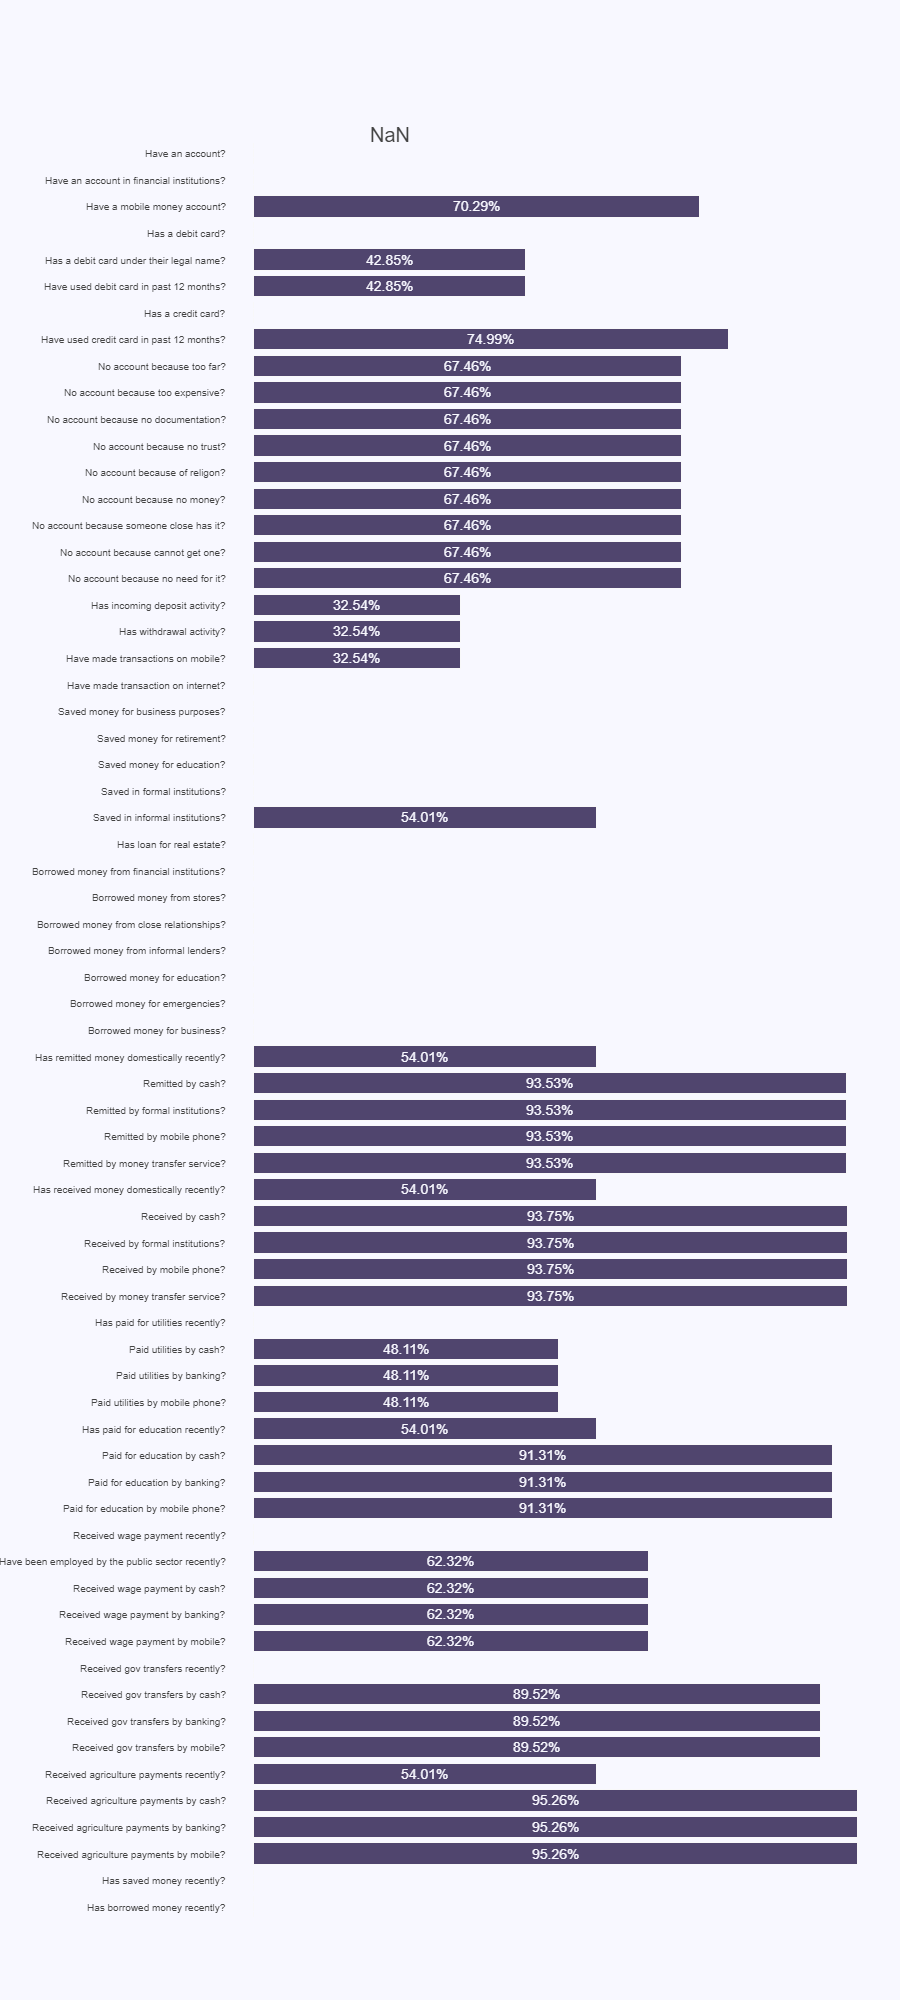 NaN
Have an account?
Have an account in financial institutions?
Have a mobile money account? 70.29%
Has a debit card?
Has a debit card under their legal name? 42.85%
Have used debit card in past 12 months? 42.85%
Has a credit card?
Have used credit card in past 12 months? 74.99%
No account because too far? 67.46%
No account because too expensive? 67.46%
No account because no documentation? 67.46%
No account because no trust? 67.46%
No account because of religon? 67.46%
No account because no money? 67.46%
No account because someone close has it? 67.46%
No account because cannot get one? 67.46%
No account because no need for it? 67.46%
Has incoming deposit activity? 32.54%
Has withdrawal activity? 32.54%
Have made transactions on mobile? 32.54%
Have made transaction on internet?
Saved money for business purposes?
Saved money for retirement?
Saved money for education?
Saved in formal institutions?
Saved in informal institutions? 54.01%
Has loan for real estate?
Borrowed money from financial institutions?
Borrowed money from stores?
Borrowed money from close relationships?
Borrowed money from informal lenders?
Borrowed money for education?
Borrowed money for emergencies?
Borrowed money for business?
Has remitted money domestically recently? 54.01%
Remitted by cash? 93.53%
Remitted by formal institutions? 93.53%
Remitted by mobile phone? 93.53%
Remitted by money transfer service? 93.53%
Has received money domestically recently? 54.01%
Received by cash? 93.75%
Received by formal institutions? 93.75%
Received by mobile phone? 93.75%
Received by money transfer service? 93.75%
Has paid for utilities recently?
Paid utilities by cash? 48.11%
Paid utilities by banking? 48.11%
Paid utilities by mobile phone? 48.11%
Has paid for education recently? 54.01%
Paid for education by cash? 91.31%
Paid for education by banking? 91.31%
Paid for education by mobile phone? 91.31%
Received wage payment recently?
Have been employed by the public sector recently? 62.32%
Received wage payment by cash? 62.32%
Received wage payment by banking? 62.32%
Received wage payment by mobile? 62.32%
Received gov transfers recently?
Received gov transfers by cash? 89.52%
Received gov transfers by banking? 89.52%
Received gov transfers by mobile? 89.52%
Received agriculture payments recently? 54.01%
Received agriculture payments by cash? 95.26%
Received agriculture payments by banking? 95.26%
Received agriculture payments by mobile? 95.26%
Has saved money recently?
Has borrowed money recently?